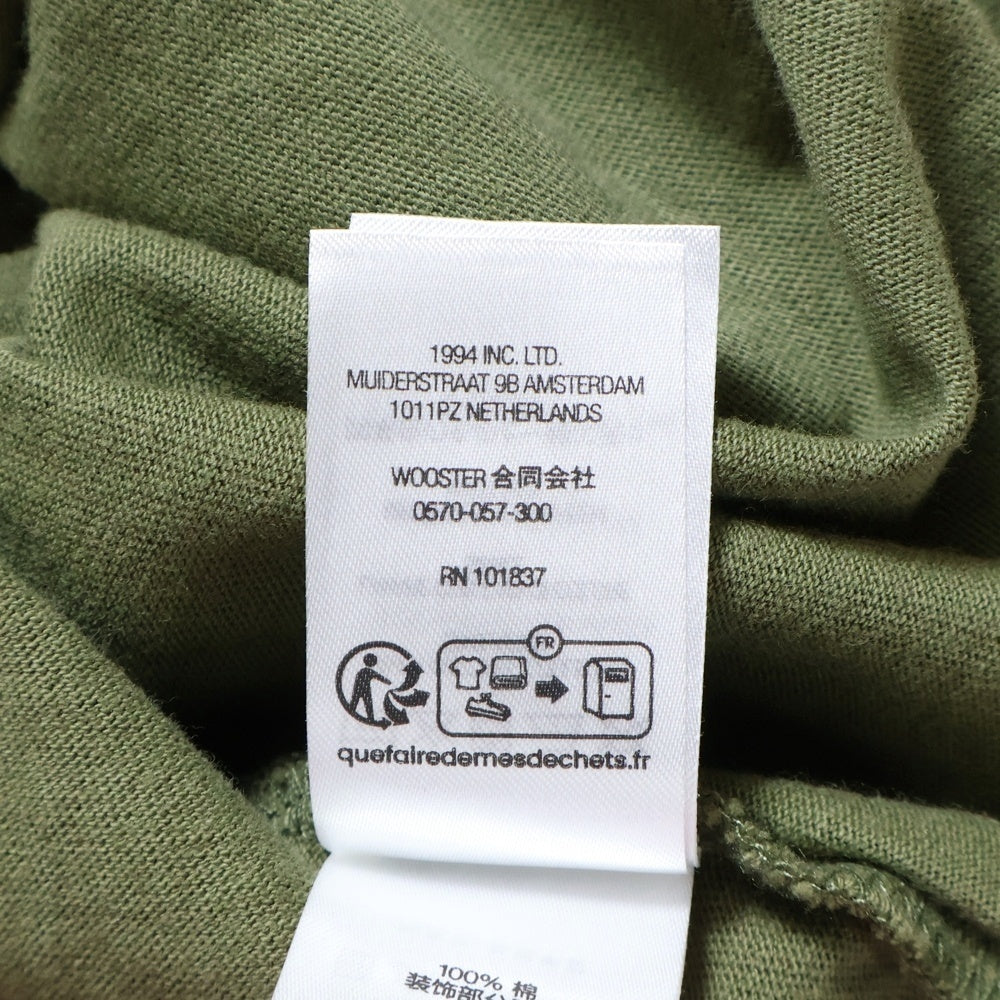 1994 INC. LTD.
MUIDERSTRAAT 9B AMSTERDAM
1011PZ NETHERLANDS
WOOSTER 合同会社
0570-057-300
RN 101837
FR
quefairedemesdechets.fr
100% 棉
装饰部分